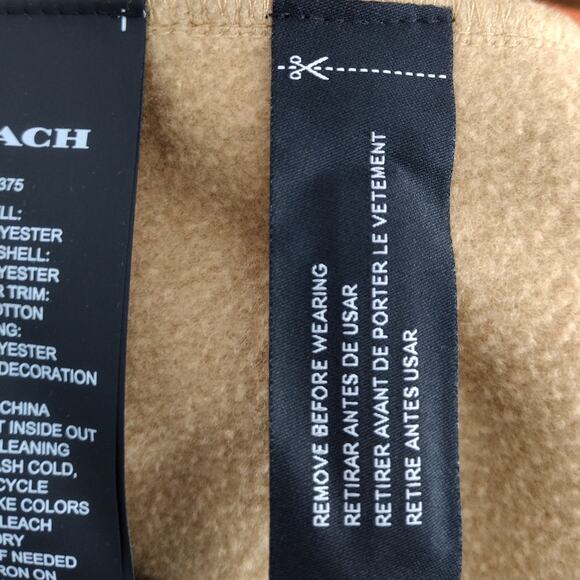 ACH
375
LL:
YESTER
SHELL:
YESTER
R TRIM:
OTTON
NG:
YESTER
DECORATION
CHINA
T INSIDE OUT
LEANING
ASH COLD,
CYCLE
KE COLORS
LEACH
DRY
F NEEDED
RON ON
REMOVE BEFORE WEARING
RETIRAR ANTES DE USAR
RETIRER AVANT DE PORTER LE VETEMENT
RETIRE ANTES USAR